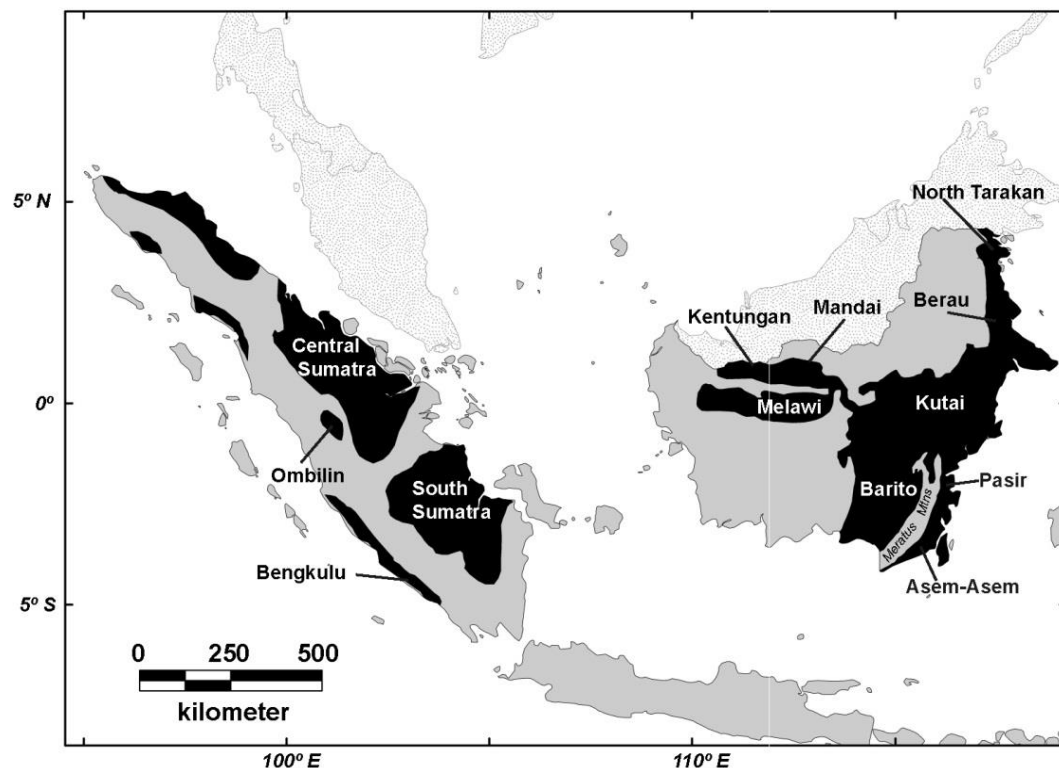 5º N
0º
5º S
100º E
110º E
North Tarakan
Berau
Mandai
Kentungan
Central
Sumatra
Melawi
Kutai
Ombilin
South
Sumatra
Barito
Pasir
Meratus Mtns
Bengkulu
Asem-Asem
0 250 500
kilometer